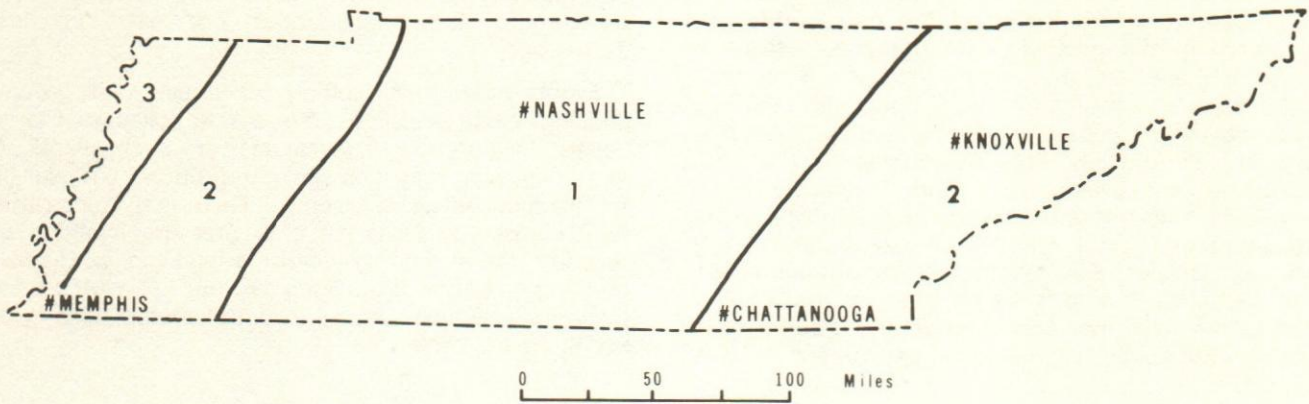 3
#NASHVILLE
#KNOXVILLE
2
1
2
#MEMPHIS
#CHATTANOOGA
0 50 100 Miles